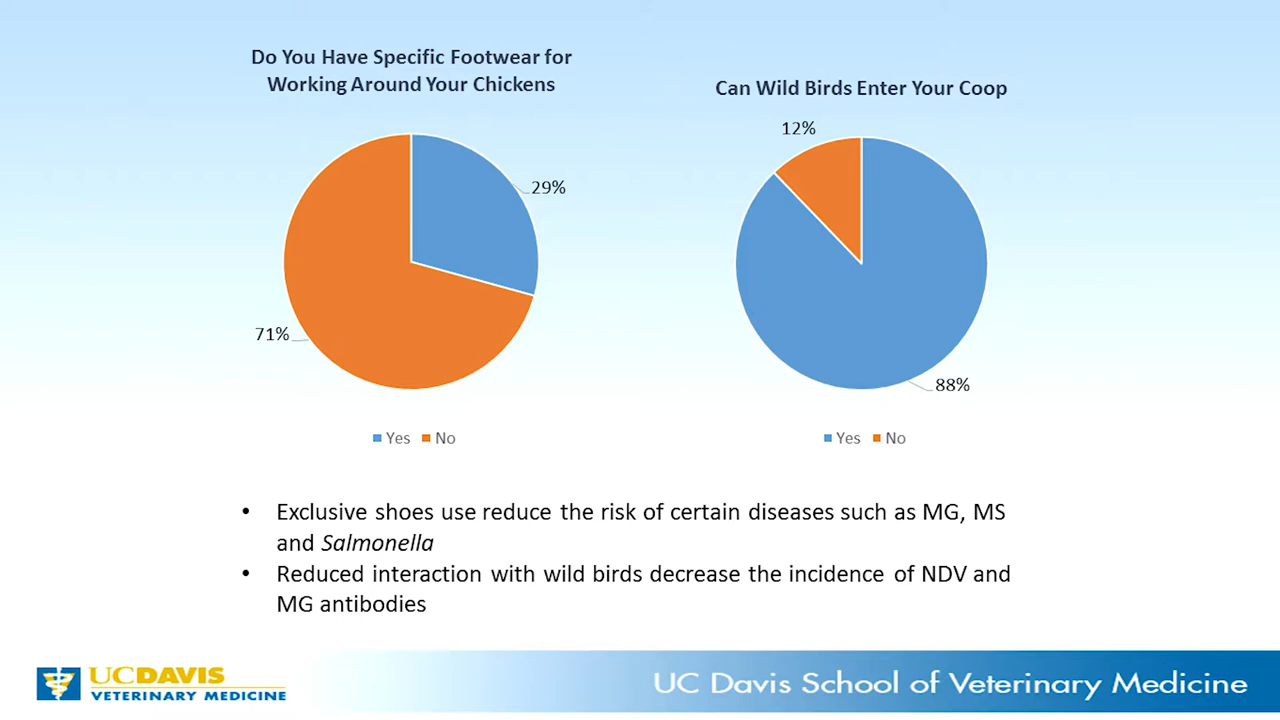 Do You Have Specific Footwear for
Working Around Your Chickens
29%
71%
Yes No
Can Wild Birds Enter Your Coop
12%
88%
Yes No
• Exclusive shoes use reduce the risk of certain diseases such as MG, MS
and Salmonella
• Reduced interaction with wild birds decrease the incidence of NDV and
MG antibodies
UCDAVIS
VETERINARY MEDICINE
UC Davis School of Veterinary Medicine